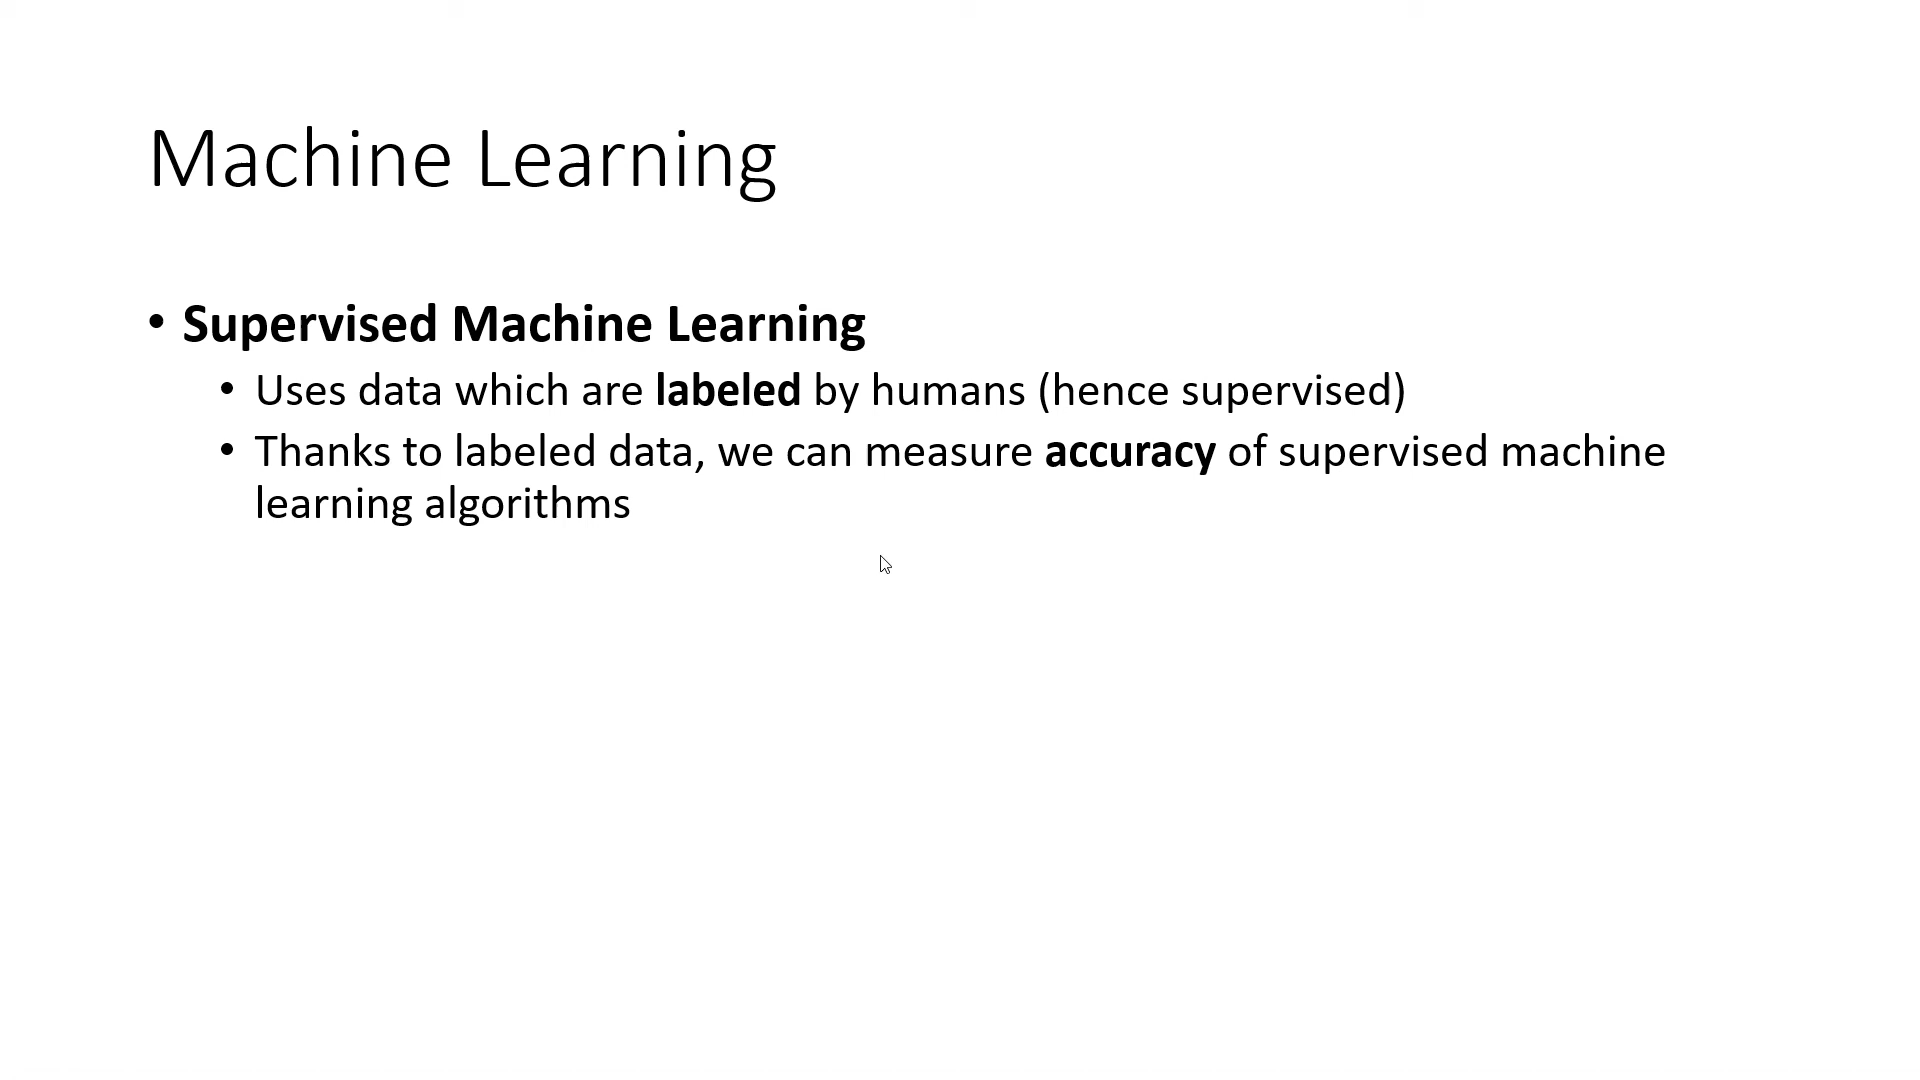 Machine Learning
• Supervised Machine Learning
• Uses data which are labeled by humans (hence supervised)
• Thanks to labeled data, we can measure accuracy of supervised machine
learning algorithms